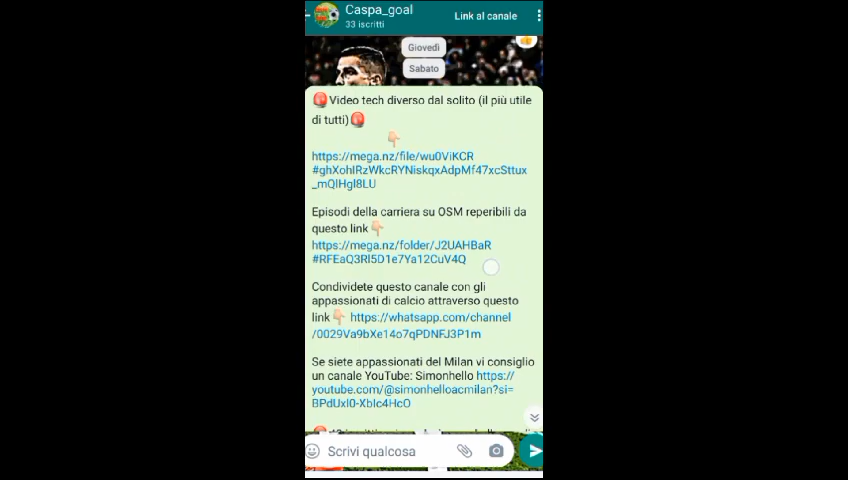 Caspa_goal
33 iscritti
Link al canale
Giovedì
Sabato
🚨Video tech diverso dal solito (il più utile
di tutti)🚨
👇🏻
https://mega.nz/file/wu0ViKCR
#ghXohIRzWkcRYNiskqxAdpMf47xcSttux
_mQlHgl8LU
Episodi della carriera su OSM reperibili da
questo link👇🏻
https://mega.nz/folder/J2UAHBaR
#RFEaQ3Rl5D1e7Ya12CuV4Q
Condividete questo canale con gli
appassionati di calcio attraverso questo
link👇🏻 https://whatsapp.com/channel
/0029Va9bXe14o7qPDNFJ3P1m
Se siete appassionati del Milan vi consiglio
un canale YouTube: Simonhello https://
youtube.com/@simonhelloacmilan?si=
BPdUxl0-XbIc4HcO
Scrivi qualcosa